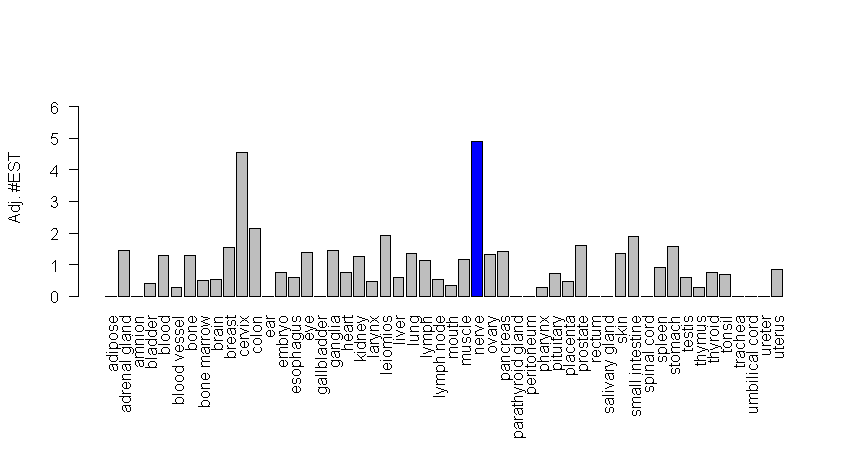 Adj. #EST
6
5
4
3
2
1
0
adipose
adrenal gland
amnion
bladder
blood
blood vessel
bone
bone marrow
brain
breast
cervix
colon
ear
embryo
esophagus
eye
gallbladder
ganglia
heart
kidney
larynx
leiomios
liver
lung
lymph
lymph node
mouth
muscle
nerve
ovary
pancreas
parathyroid gland
peritoneum
pharynx
pituitary
placenta
prostate
rectum
salivary gland
skin
small intestine
spinal cord
spleen
stomach
testis
thymus
thyroid
tonsil
trachea
umbilical cord
ureter
uterus